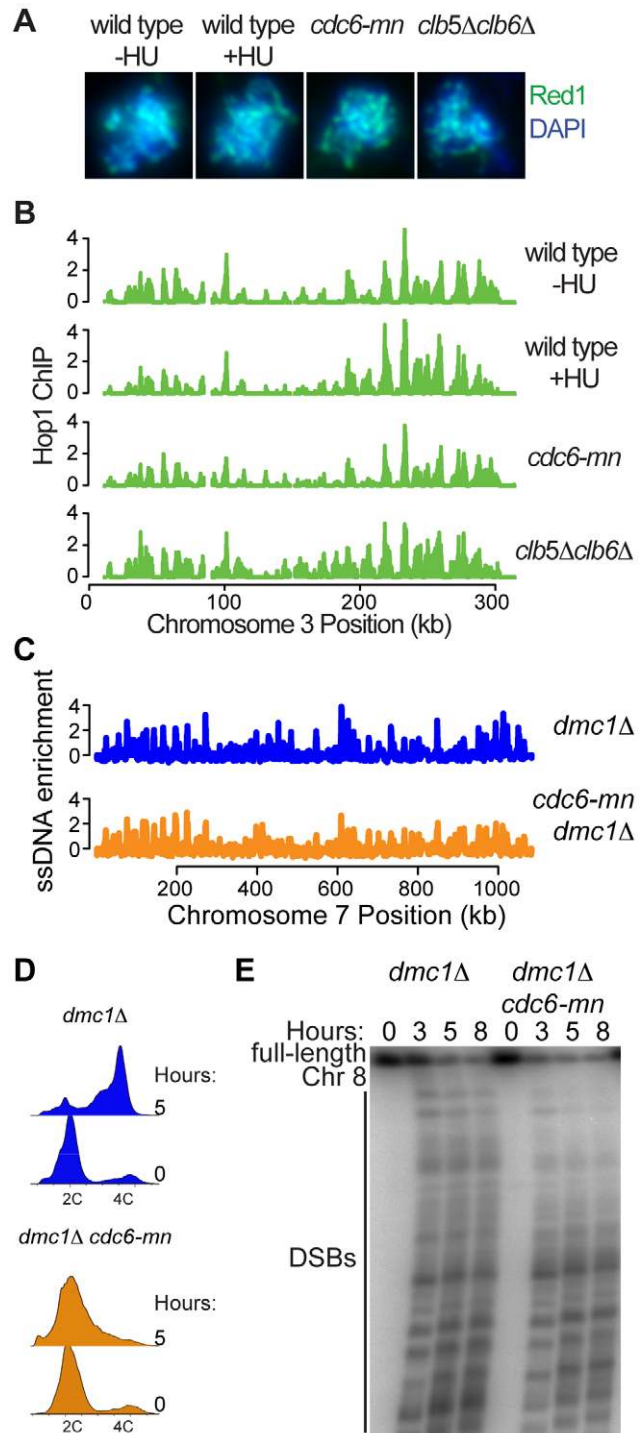 A
wild type -HU
wild type +HU
cdc6-mn
clb5Δclb6Δ
Red1
DAPI
B
Hop1 ChIP
4
2
0
wild type
-HU
4
2
0
wild type
+HU
4
2
0
cdc6-mn
4
2
0
clb5Δclb6Δ
0 100 200 300
Chromosome 3 Position (kb)
C
ssDNA enrichment
4
2
0
dmc1Δ
4
2
0
cdc6-mn
dmc1Δ
200 400 600 800 1000
Chromosome 7 Position (kb)
D
dmc1Δ
Hours:
5
0
2C 4C
dmc1Δ cdc6-mn
Hours:
5
0
2C 4C
E
dmc1Δ
dmc1Δ
cdc6-mn
Hours: 0 3 5 8 0 3 5 8
full-length
Chr 8
DSBs